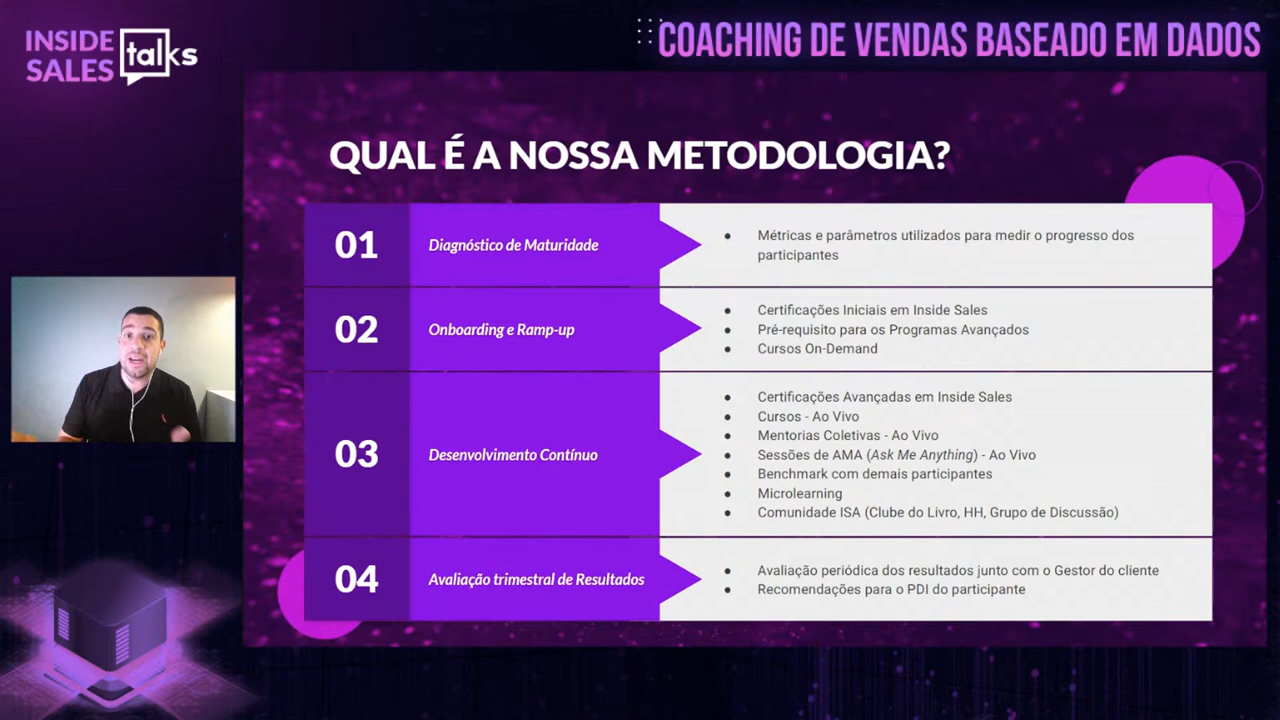 INSIDE
SALES
talks
COACHING DE VENDAS BASEADO EM DADOS
QUAL É A NOSSA METODOLOGIA?
01
Diagnóstico de Maturidade
● Métricas e parâmetros utilizados para medir o progresso dos
participantes
02
Onboarding e Ramp-up
● Certificações Iniciais em Inside Sales
● Pré-requisito para os Programas Avançados
● Cursos On-Demand
03
Desenvolvimento Contínuo
● Certificações Avançadas em Inside Sales
● Cursos - Ao Vivo
● Mentorias Coletivas - Ao Vivo
● Sessões de AMA (Ask Me Anything) - Ao Vivo
● Benchmark com demais participantes
● Microlearning
● Comunidade ISA (Clube do Livro, HH, Grupo de Discussão)
04
Avaliação trimestral de Resultados
● Avaliação periódica dos resultados junto com o Gestor do cliente
● Recomendações para o PDI do participante